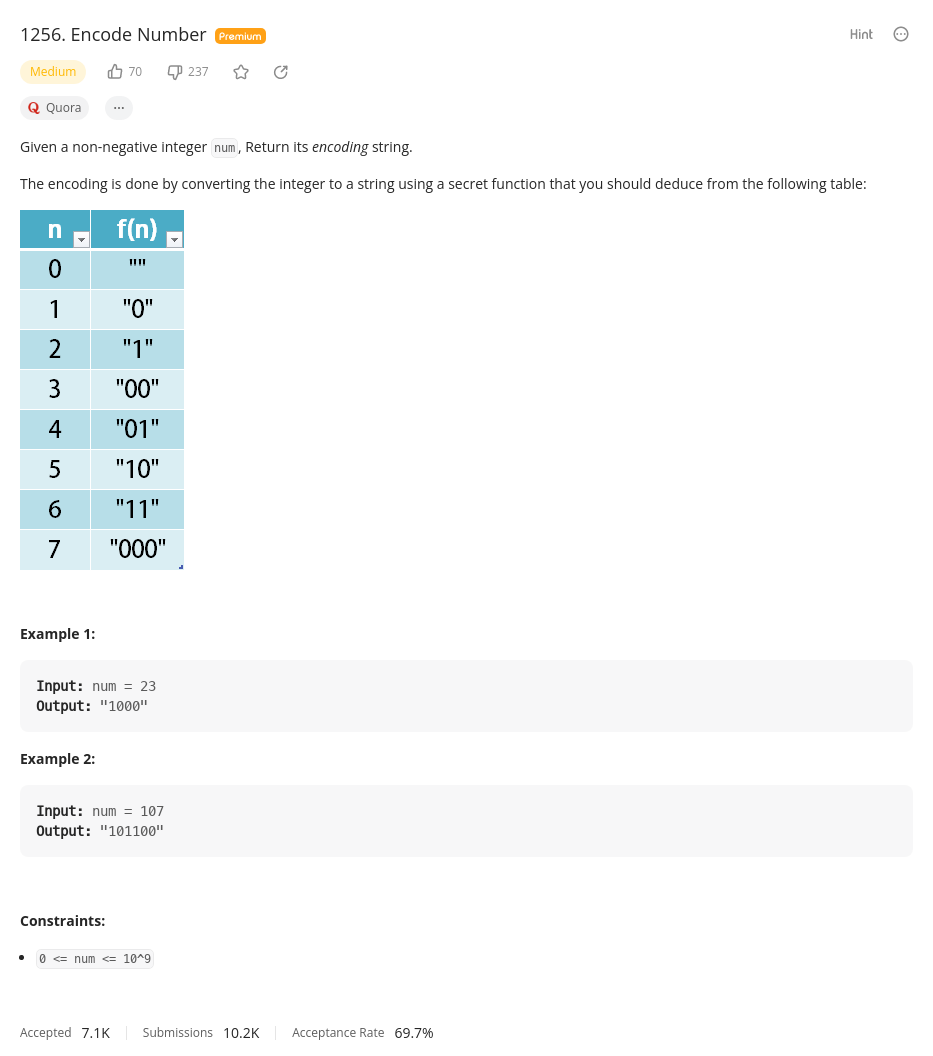 1256. Encode Number Premium Hint
Medium 70 237
Quora ...
Given a non-negative integer num, Return its encoding string.
The encoding is done by converting the integer to a string using a secret function that you should deduce from the following table:
n f(n)
0 ""
1 "0"
2 "1"
3 "00"
4 "01"
5 "10"
6 "11"
7 "000"
Example 1:
Input: num = 23
Output: "1000"
Example 2:
Input: num = 107
Output: "101100"
Constraints:
• 0 <= num <= 10^9
Accepted 7.1K Submissions 10.2K Acceptance Rate 69.7%